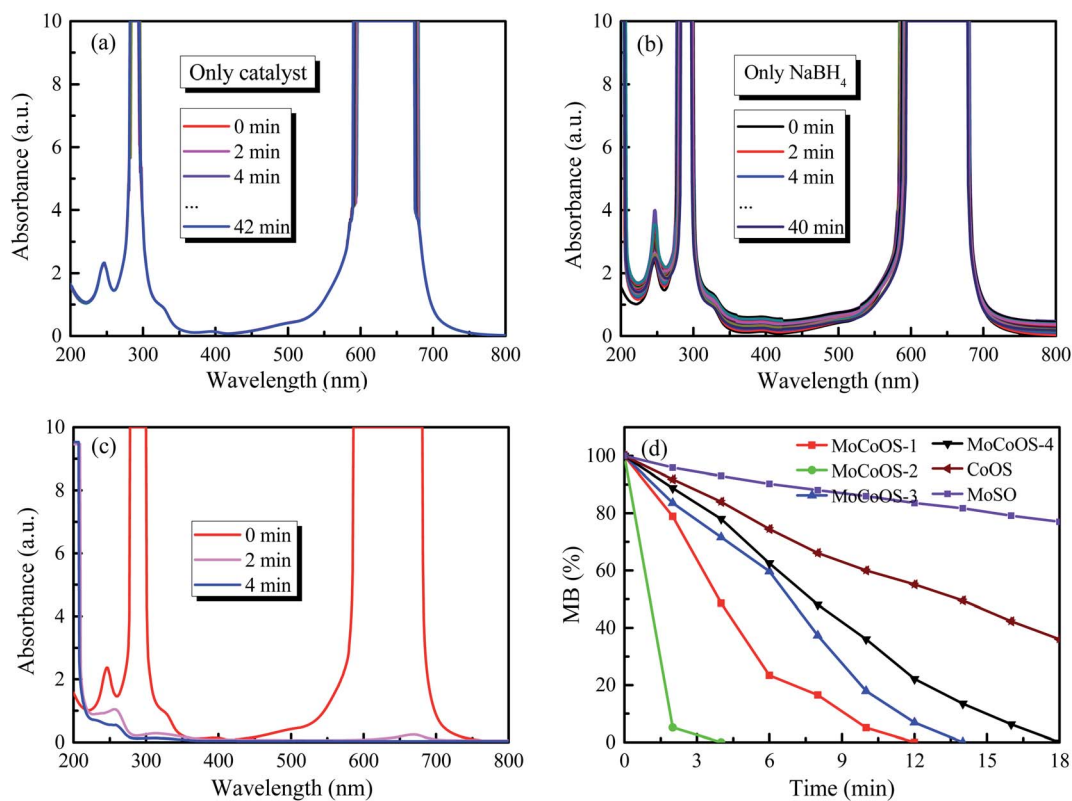 (a)
Only catalyst
0 min
2 min
4 min
...
42 min
Absorbance (a.u.)
10
8
6
4
2
0
200 300 400 500 600 700 800
Wavelength (nm)
(b)
Only NaBH₄
0 min
2 min
4 min
...
40 min
Absorbance (a.u.)
10
8
6
4
2
0
200 300 400 500 600 700 800
Wavelength (nm)
(c)
0 min
2 min
4 min
Absorbance (a.u.)
10
8
6
4
2
0
200 300 400 500 600 700 800
Wavelength (nm)
(d)
MoCoOS-1
MoCoOS-2
MoCoOS-3
MoCoOS-4
CoOS
MoSO
MB (%)
100
80
60
40
20
0
0 3 6 9 12 15 18
Time (min)